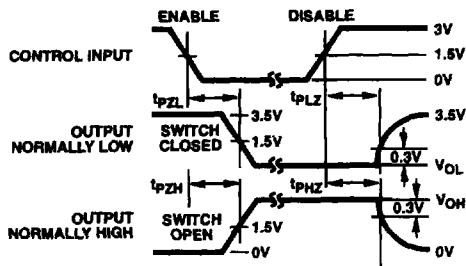 ENABLE DISABLE
CONTROL INPUT
3V
1.5V
0V
tPZL tPLZ
3.5V 3.5V
OUTPUT
NORMALLY LOW
SWITCH
CLOSED
1.5V
0.3V
VOL
tPZH tPHZ
VOH
0.3V
OUTPUT
NORMALLY HIGH
SWITCH
OPEN
1.5V
0V 0V